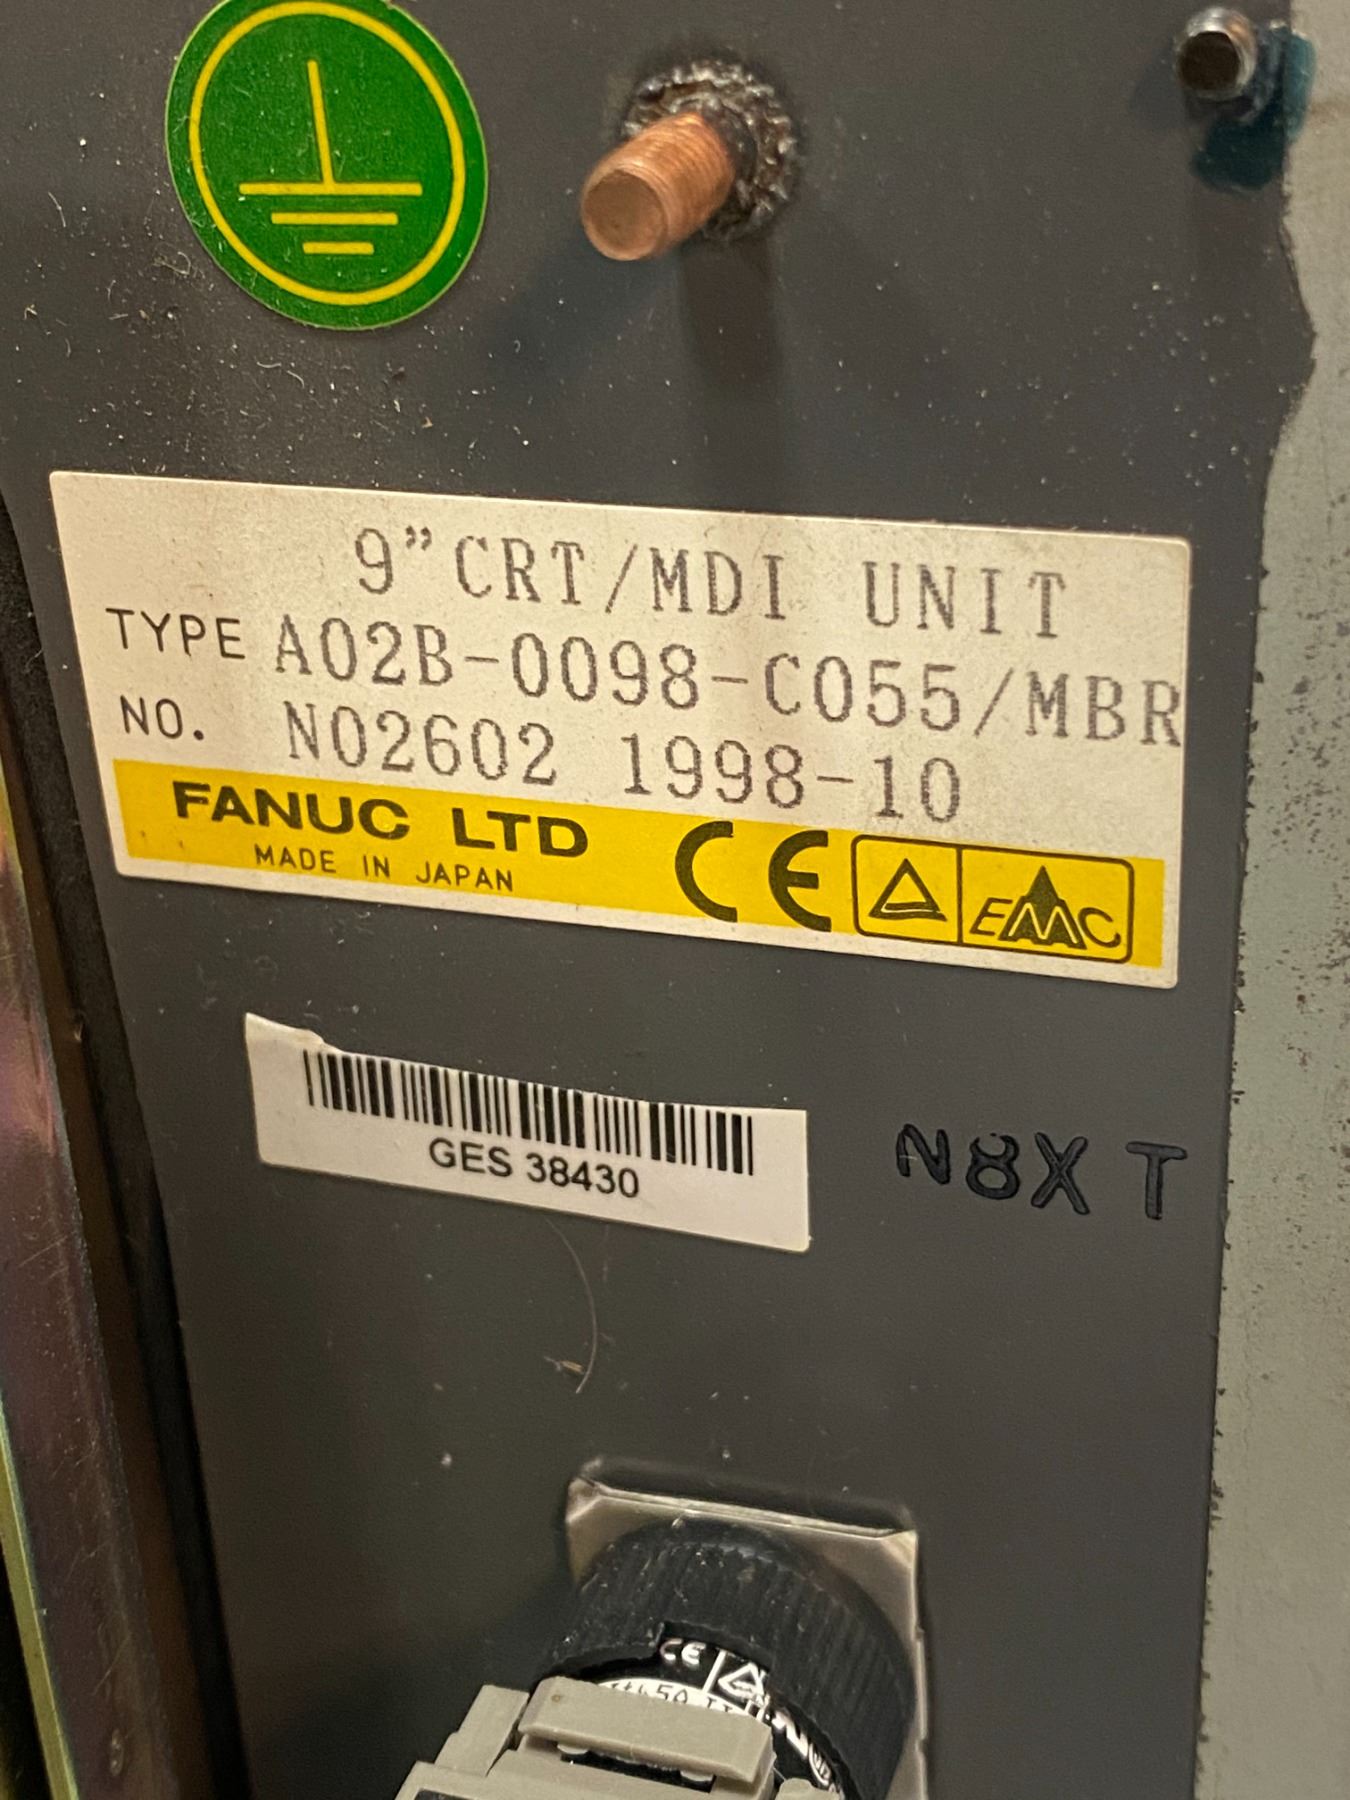 9"CRT/MDI UNIT
TYPE A02B-0098-C055/MBR
NO. N02602 1998-10
FANUC LTD
MADE IN JAPAN
CE
EMC
GES 38430
N8X T
CE